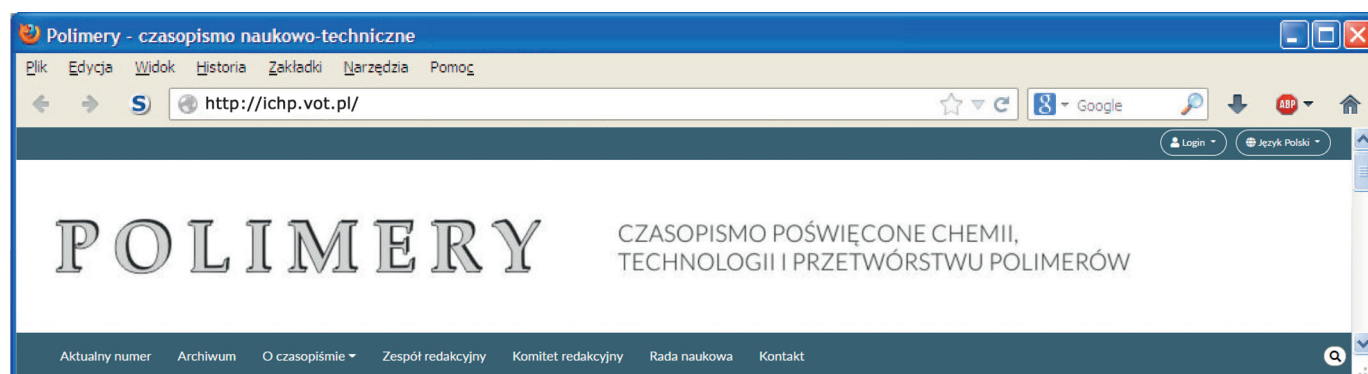 Polimery - czasopismo naukowo-techniczne
Plik Edycja Widok Historia Zakładki Narzędzia Pomoc
S http://ichp.vot.pl/ 8 Google ABP
Login Język Polski
POLIMERY
CZASOPISMO POŚWIĘCONE CHEMII,
TECHNOLOGII I PRZETWÓRSTWU POLIMERÓW
Aktualny numer Archiwum O czasopiśmie Zespół redakcyjny Komitet redakcyjny Rada naukowa Kontakt